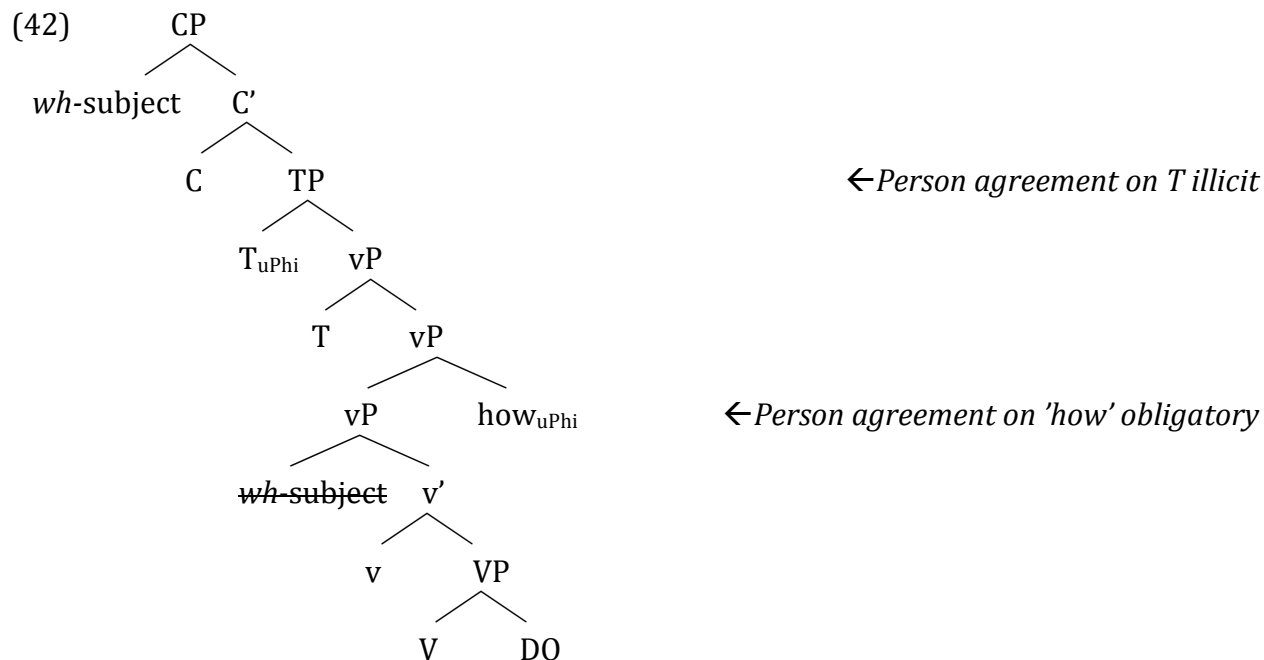 (42) CP
wh-subject C’
C TP ←Person agreement on T illicit
TuPhi vP
T vP
vP howuPhi ←Person agreement on ’how’ obligatory
wh-subject v’
v VP
V DO